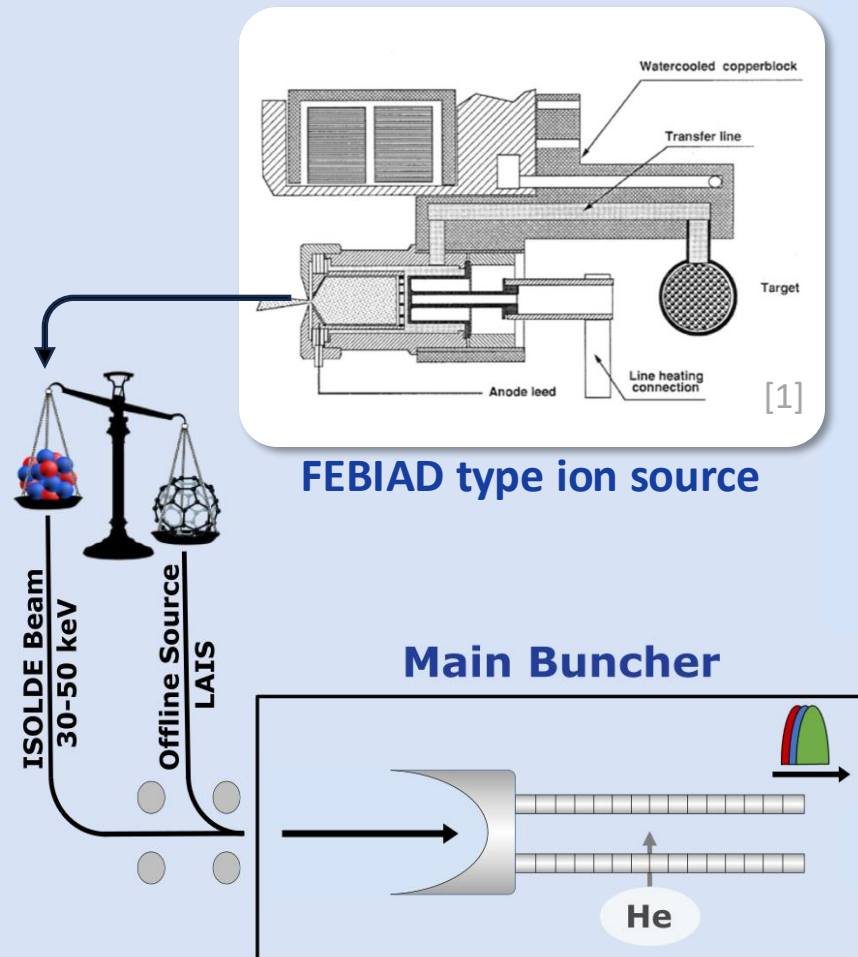 Watercooled copperblock
Transfer line
Target
Line heating
connection
Anode leed
[1]
FEBIAD type ion source
ISOLDE Beam
30-50 keV
Offline Source
LAIS
Main Buncher
He